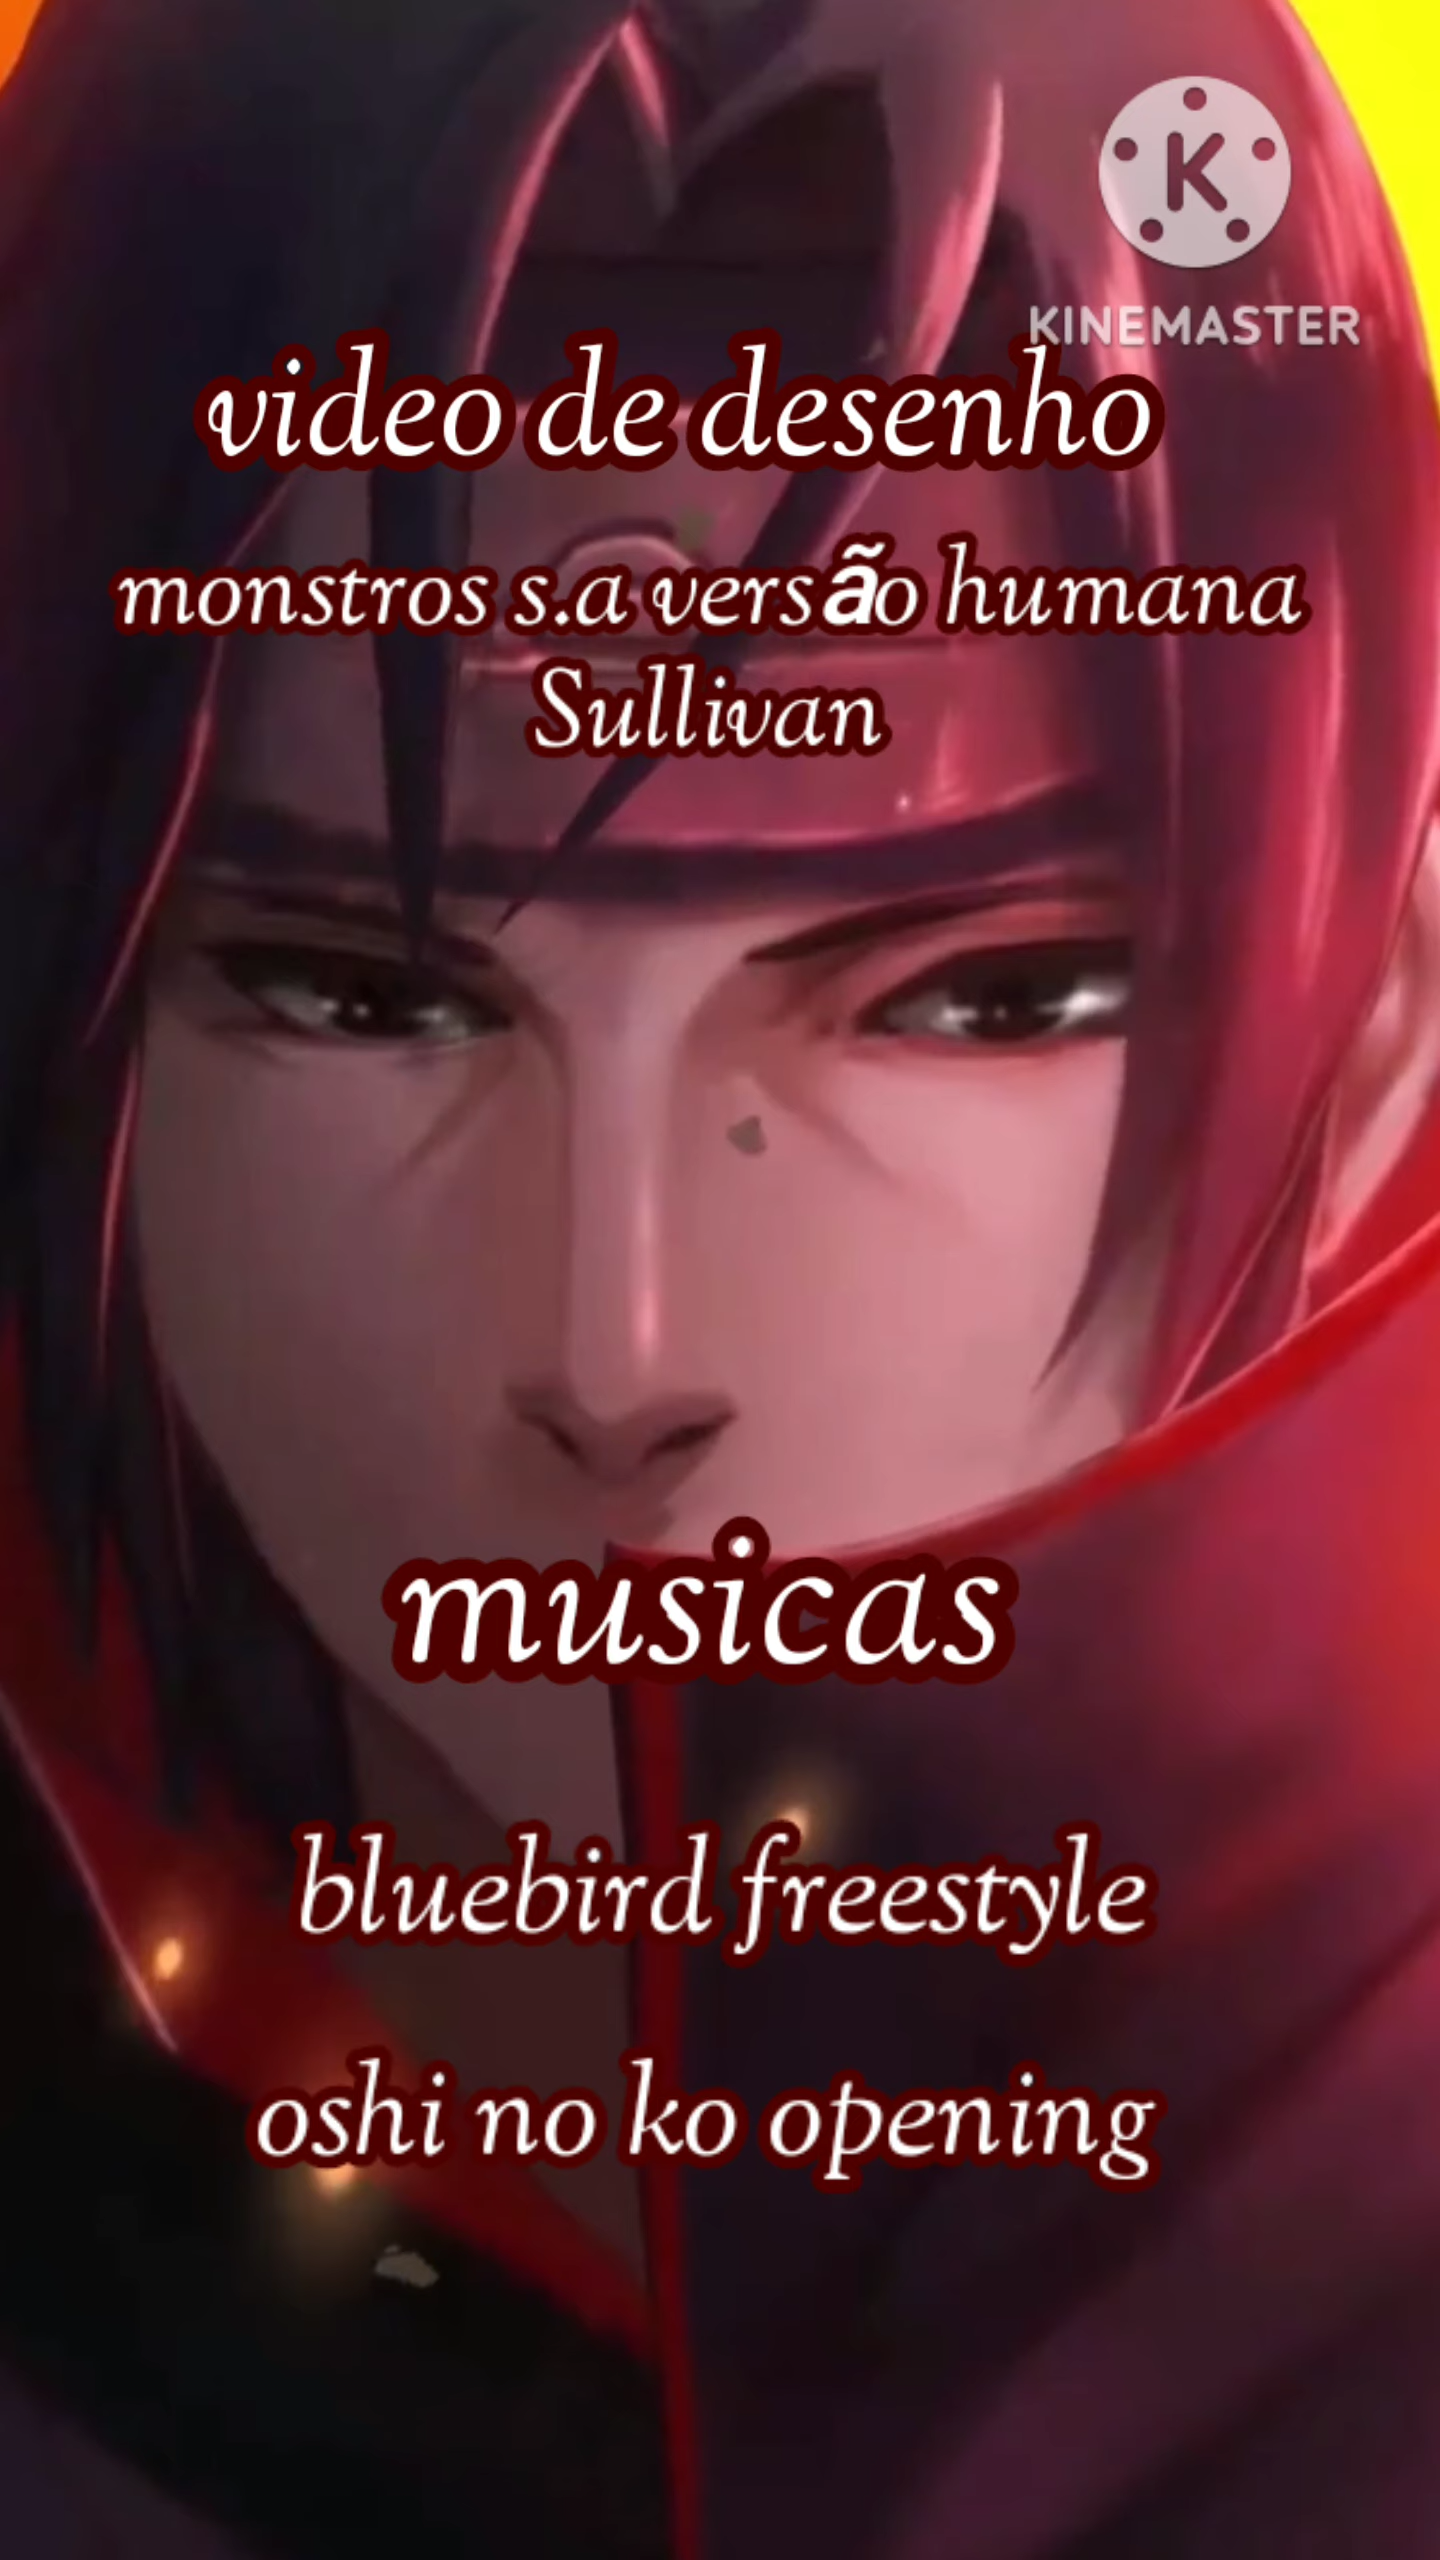 K
KINEMASTER
video de desenho
monstros s.a versão humana
Sullivan
musicas
bluebird freestyle
oshi no ko opening